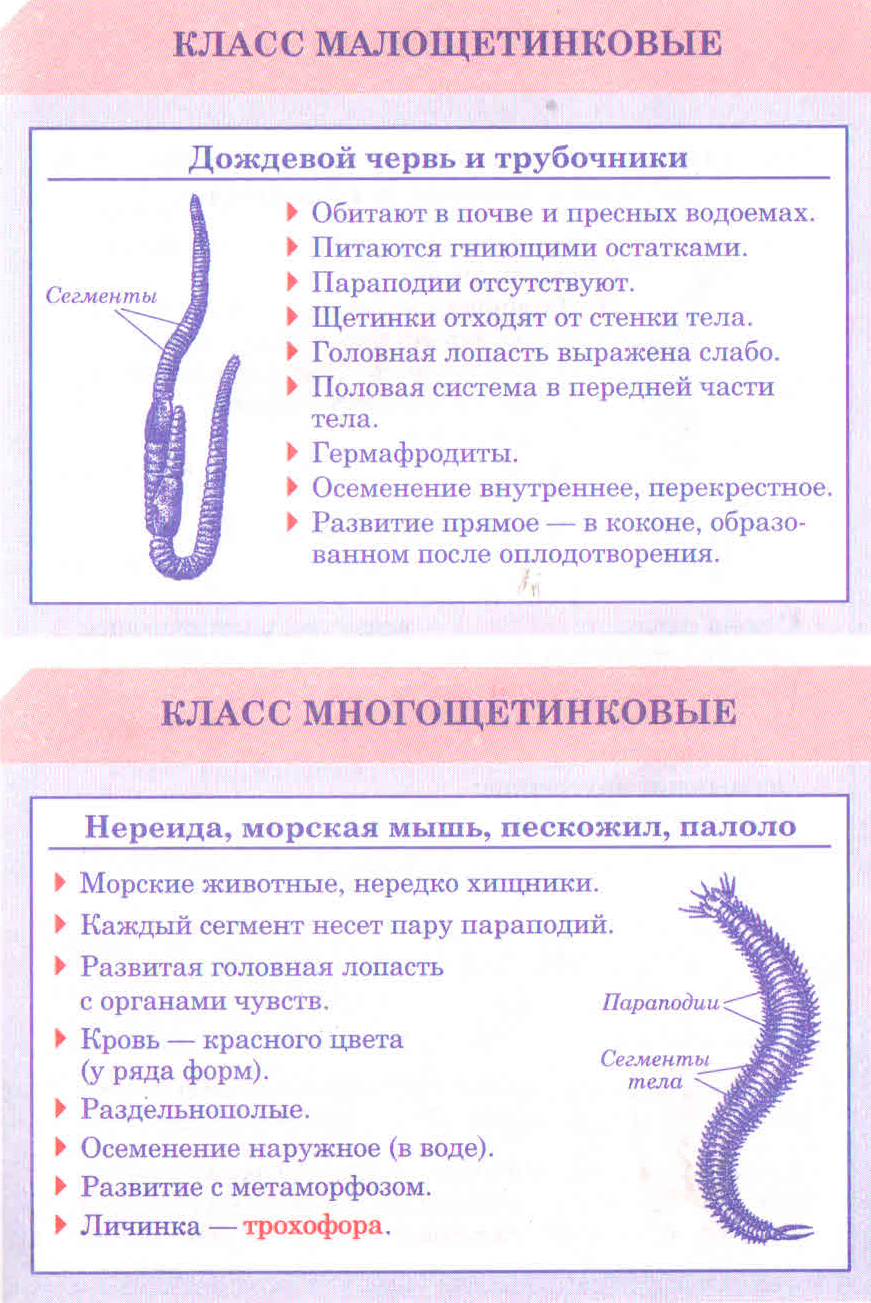 КЛАСС МАЛОЩЕТИНКОВЫЕ
Дождевой червь и трубочники
Сегменты
Обитают в почве и пресных водоемах.
Питаются гниющими остатками.
Параподии отсутствуют.
Щетинки отходят от стенки тела.
Головная лопасть выражена слабо.
Половая система в передней части
тела.
Гермафродиты.
Осеменение внутреннее, перекрестное.
Развитие прямое — в коконе, образо-
ванном после оплодотворения.
КЛАСС МНОГОЩЕТИНКОВЫЕ
Нереида, морская мышь, пескожил, палоло
Морские животные, нередко хищники.
Каждый сегмент несет пару параподий.
Развитая головная лопасть
с органами чувств.
Кровь — красного цвета
(у ряда форм).
Раздельнополые.
Осеменение наружное (в воде).
Развитие с метаморфозом.
Личинка — трохофора.
Параподии
Сегменты
тела